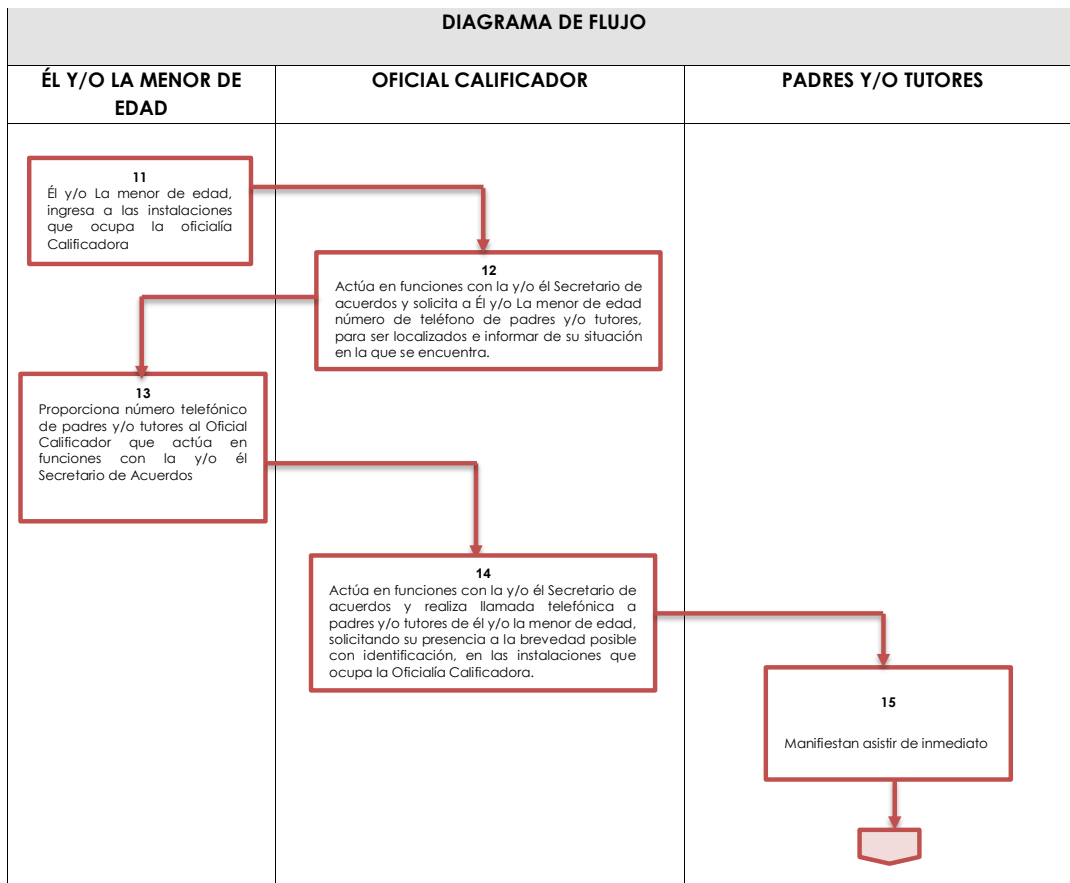 DIAGRAMA DE FLUJO
ÉL Y/O LA MENOR DE
EDAD
OFICIAL CALIFICADOR
PADRES Y/O TUTORES
11
Él y/o La menor de edad,
ingresa a las instalaciones
que ocupa la oficialía
Calificadora
12
Actúa en funciones con la y/o él Secretario de
acuerdos y solicita a Él y/o La menor de edad
número de teléfono de padres y/o tutores,
para ser localizados e informar de su situación
en la que se encuentra.
13
Proporciona número telefónico
de padres y/o tutores al Oficial
Calificador que actúa en
funciones con la y/o él
Secretario de Acuerdos
14
Actúa en funciones con la y/o él Secretario de
acuerdos y realiza llamada telefónica a
padres y/o tutores de él y/o la menor de edad,
solicitando su presencia a la brevedad posible
con identificación, en las instalaciones que
ocupa la Oficialía Calificadora.
15
Manifiestan asistir de inmediato